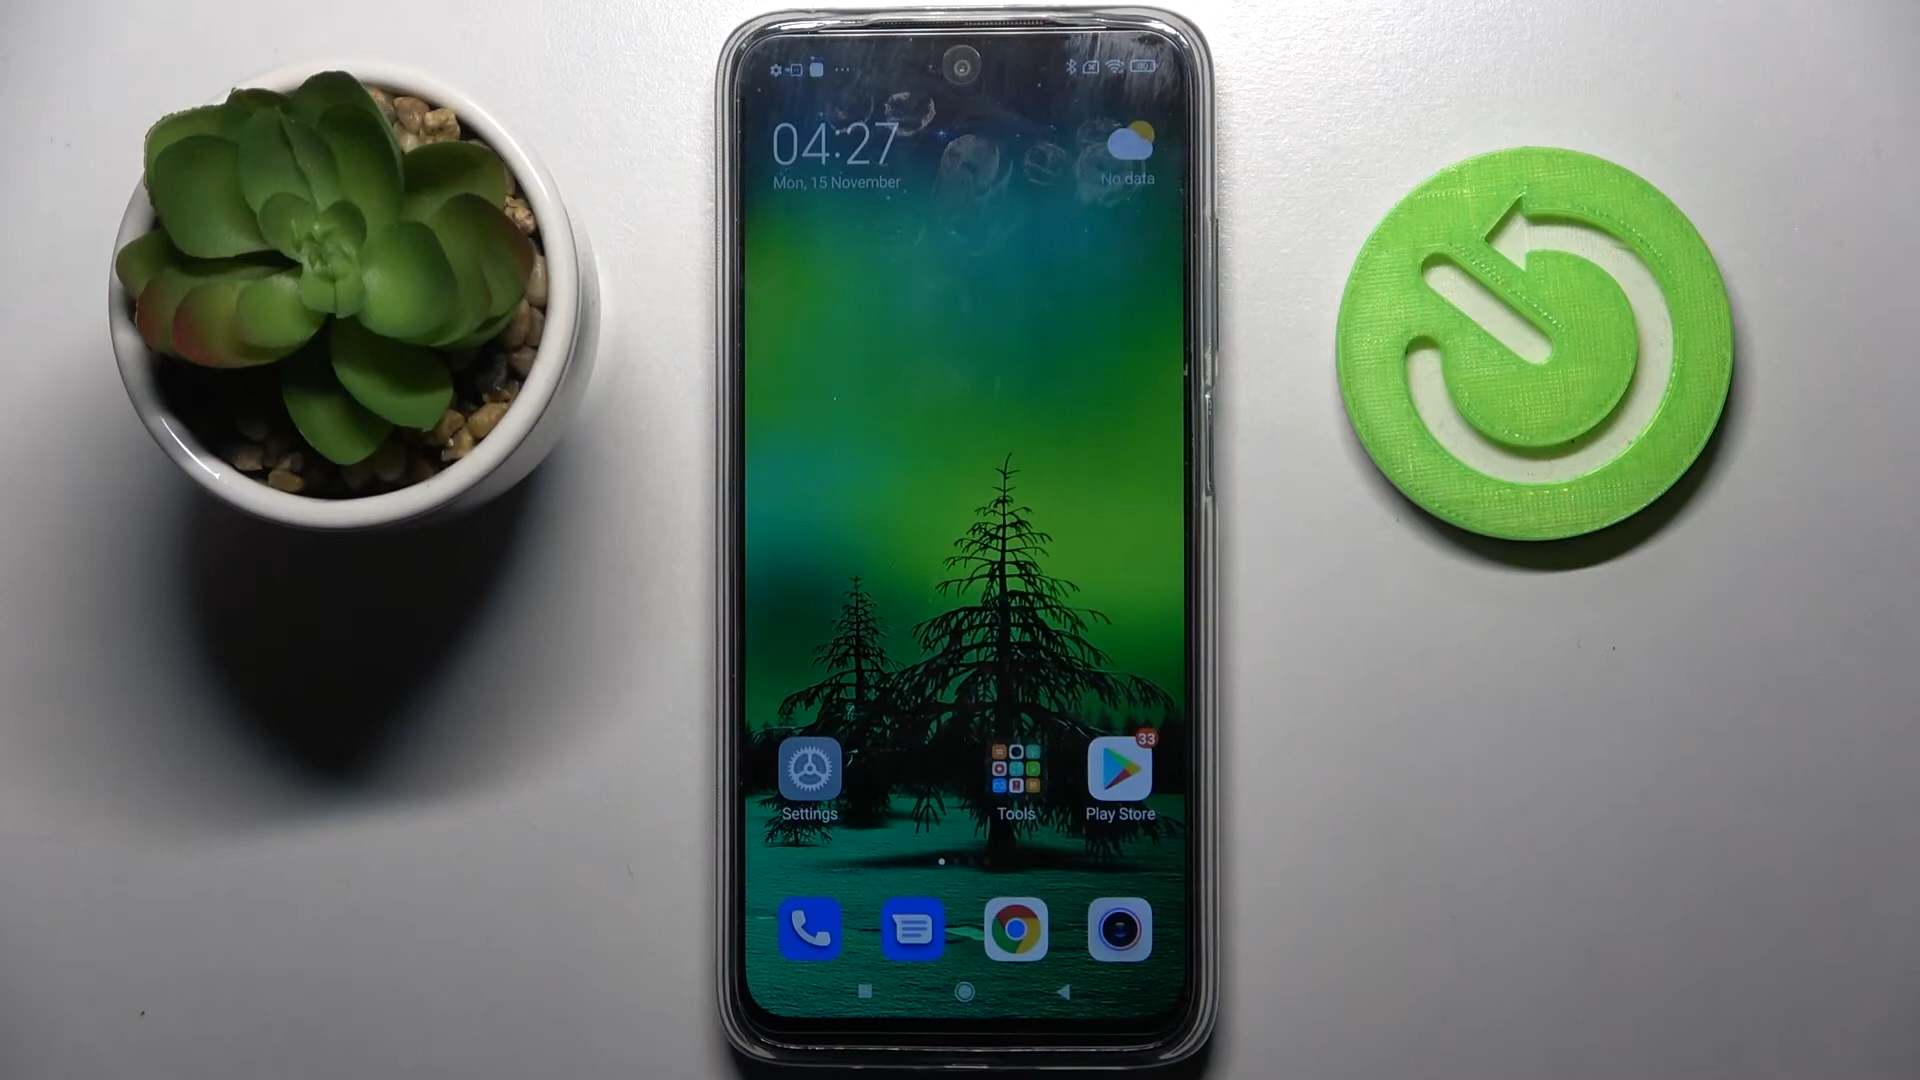 04:27
Mon, 15 November
No data
33
Settings
Tools
Play Store